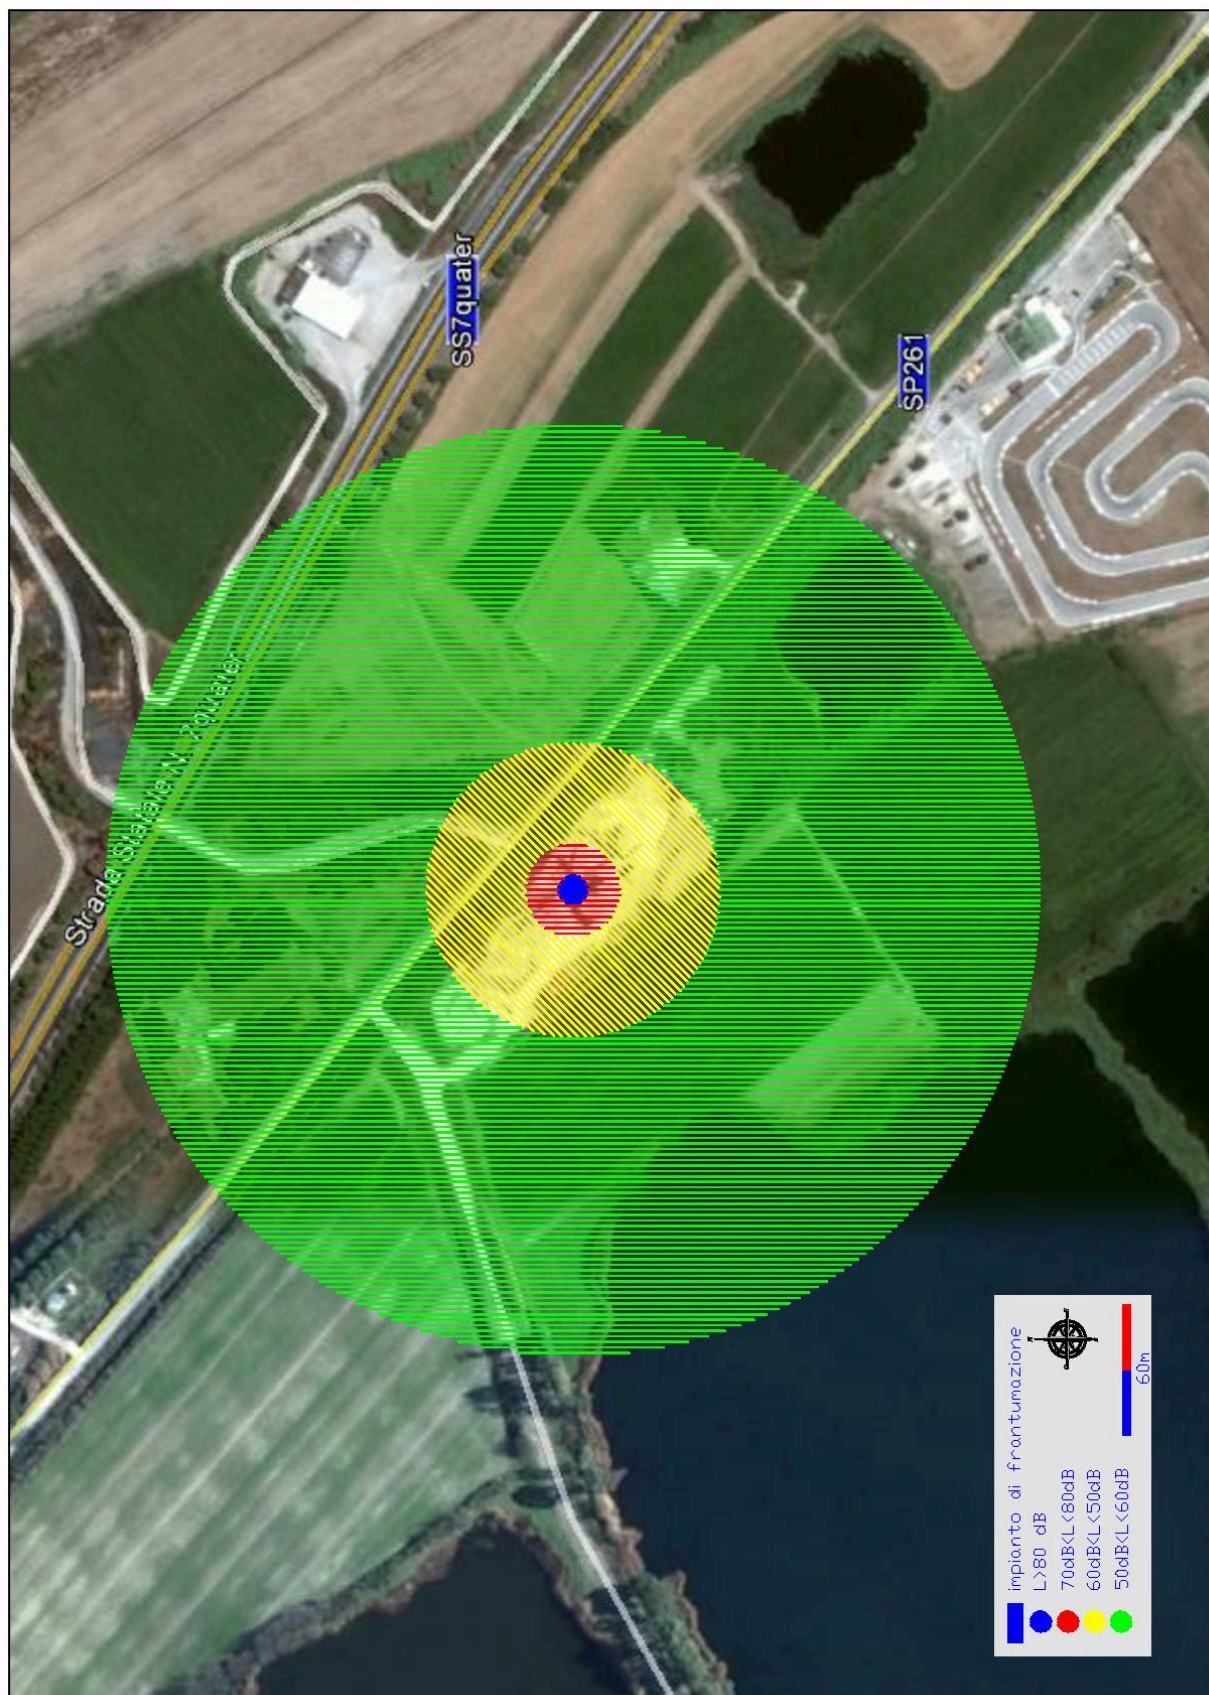 Strada Statale N. 7quater
SS7quater
SP261
impianto di frantumazione
L>80 dB
70dB<L<80dB
60dB<L<50dB
50dB<L<60dB
60m